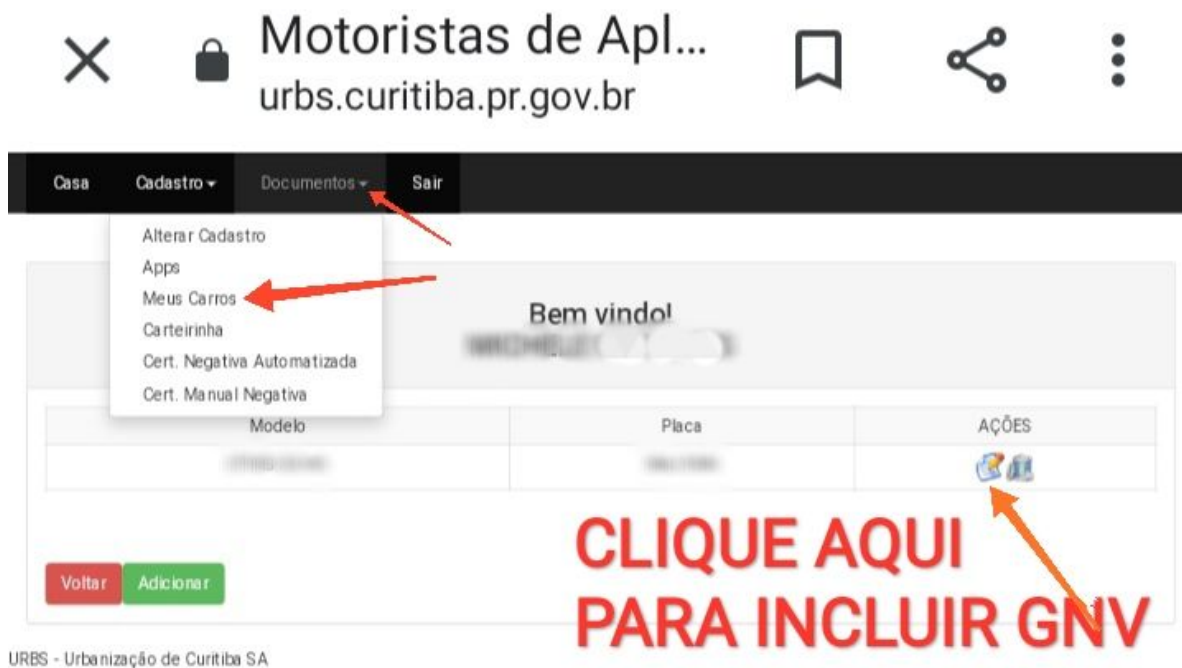 Motoristas de Apl...
urbs.curitiba.pr.gov.br
Casa Cadastro Documentos Sair
Alterar Cadastro
Apps
Meus Carros
Carteirinha
Cert. Negativa Automatizada
Cert. Manual Negativa
Bem vindo!
Modelo Placa AÇÕES
CLIQUE AQUI
PARA INCLUIR GNV
Voltar Adicionar
URBS - Urbanização de Curitiba SA